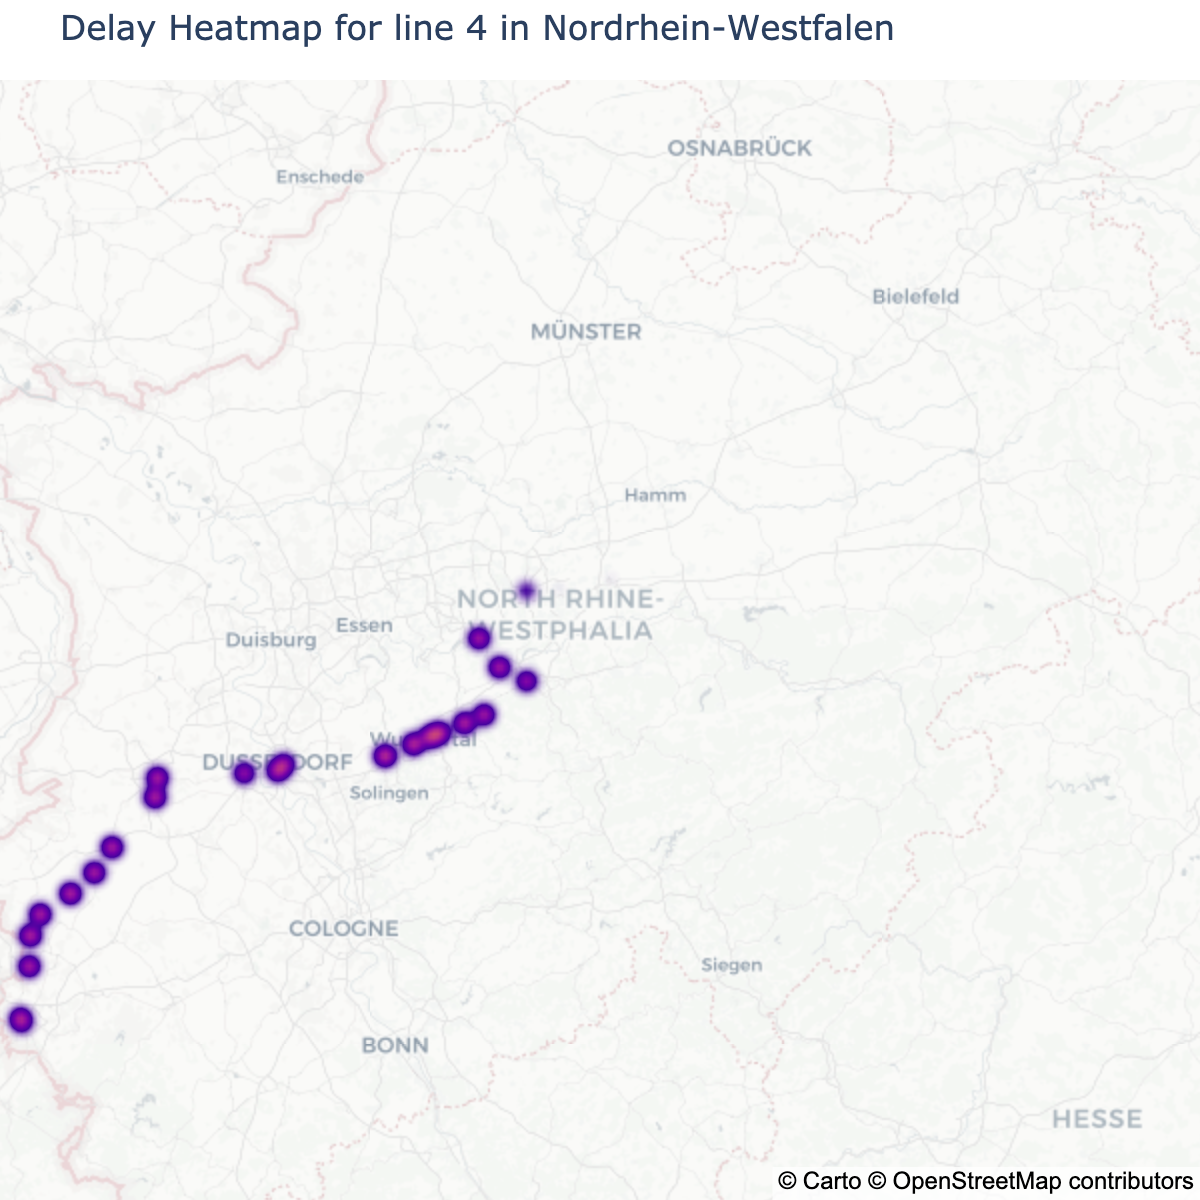 Delay Heatmap for line 4 in Nordrhein-Westfalen
OSNABRÜCK
Enschede
Bielefeld
MÜNSTER
Hamm
NORTH RHINE-
WESTPHALIA
Essen
Duisburg
Wuppertal
DUSSELDORF
Solingen
COLOGNE
Siegen
BONN
HESSE
© Carto © OpenStreetMap contributors